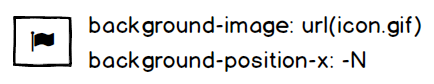 background-image: url(icon.gif)
background-position-x: -N